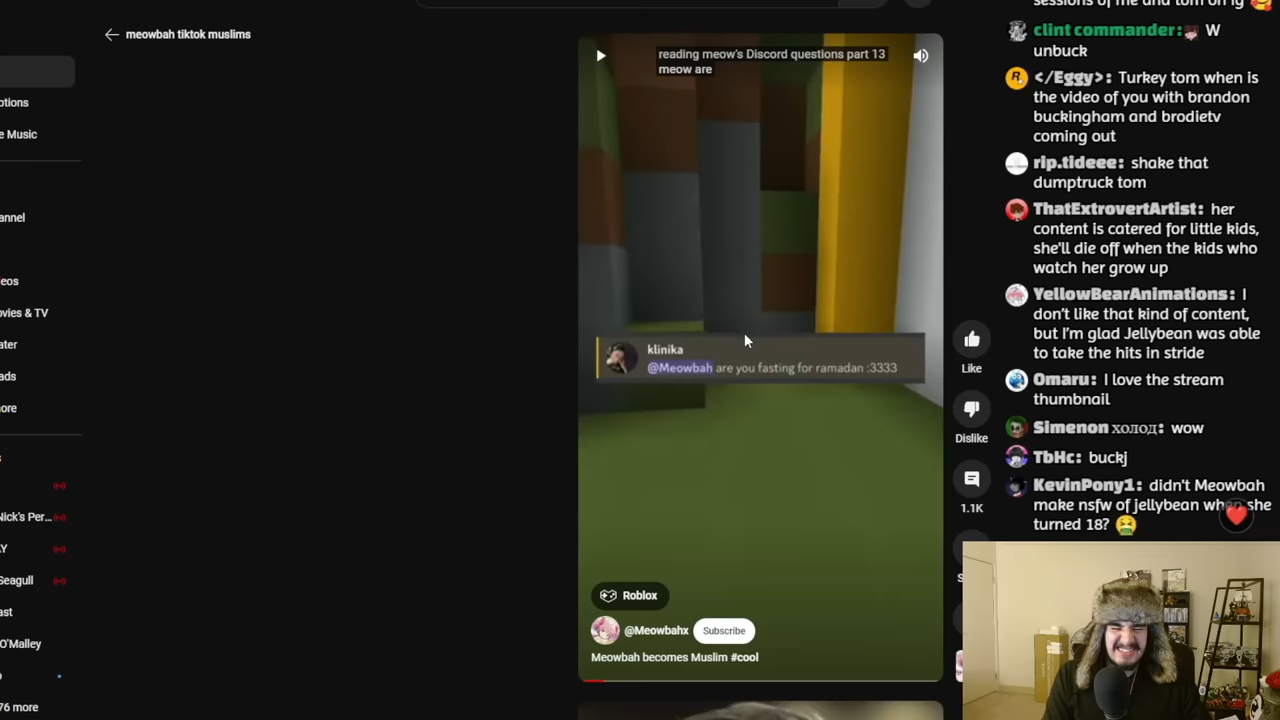 meowbah tiktok muslims
ptions
e Music
annel
eos
ovies & TV
ater
ads
ore
s
Nick's Per...
Y
Seagull
ast
O'Malley
o
76 more
reading meow's Discord questions part 13
meow are
klinika
@Meowbah are you fasting for ramadan :3333
Roblox
@Meowbahx Subscribe
Meowbah becomes Muslim #cool
Like
Dislike
1.1K
S
sessions of me and tom on ig
clint commander: W
unbuck
</Eggy>: Turkey tom when is
the video of you with brandon
buckingham and brodietv
coming out
rip.tideee: shake that
dumptruck tom
ThatExtrovertArtist: her
content is catered for little kids,
she'll die off when the kids who
watch her grow up
YellowBearAnimations: I
don't like that kind of content,
but I'm glad Jellybean was able
to take the hits in stride
Omaru: I love the stream
thumbnail
Simenon холод: wow
TbHc: buckj
KevinPony1: didn't Meowbah
make nsfw of jellybean when she
turned 18?